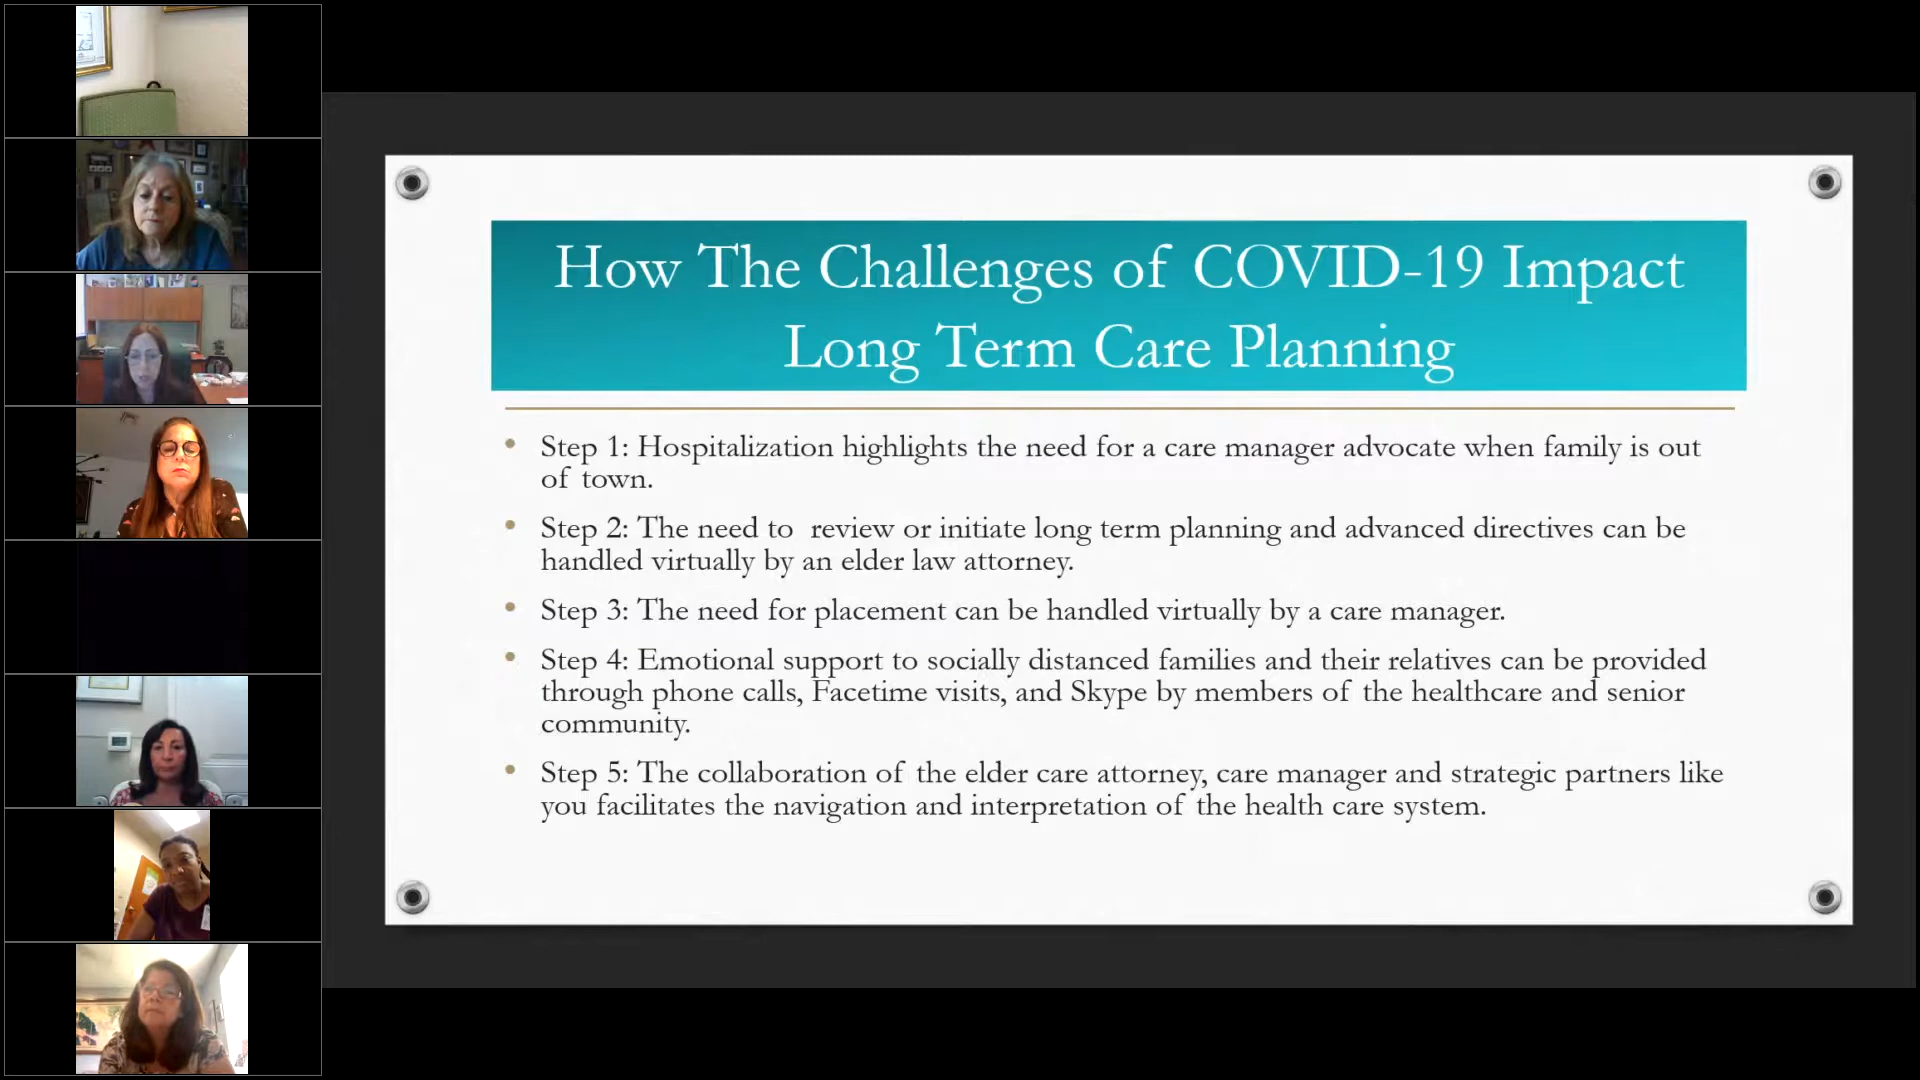 How The Challenges of COVID-19 Impact
Long Term Care Planning
Step 1: Hospitalization highlights the need for a care manager advocate when family is out
of town.
Step 2: The need to  review or initiate long term planning and advanced directives can be
handled virtually by an elder law attorney.
Step 3: The need for placement can be handled virtually by a care manager.
Step 4: Emotional support to socially distanced families and their relatives can be provided
through phone calls, Facetime visits, and Skype by members of the healthcare and senior
community.
Step 5: The collaboration of the elder care attorney, care manager and strategic partners like
you facilitates the navigation and interpretation of the health care system.